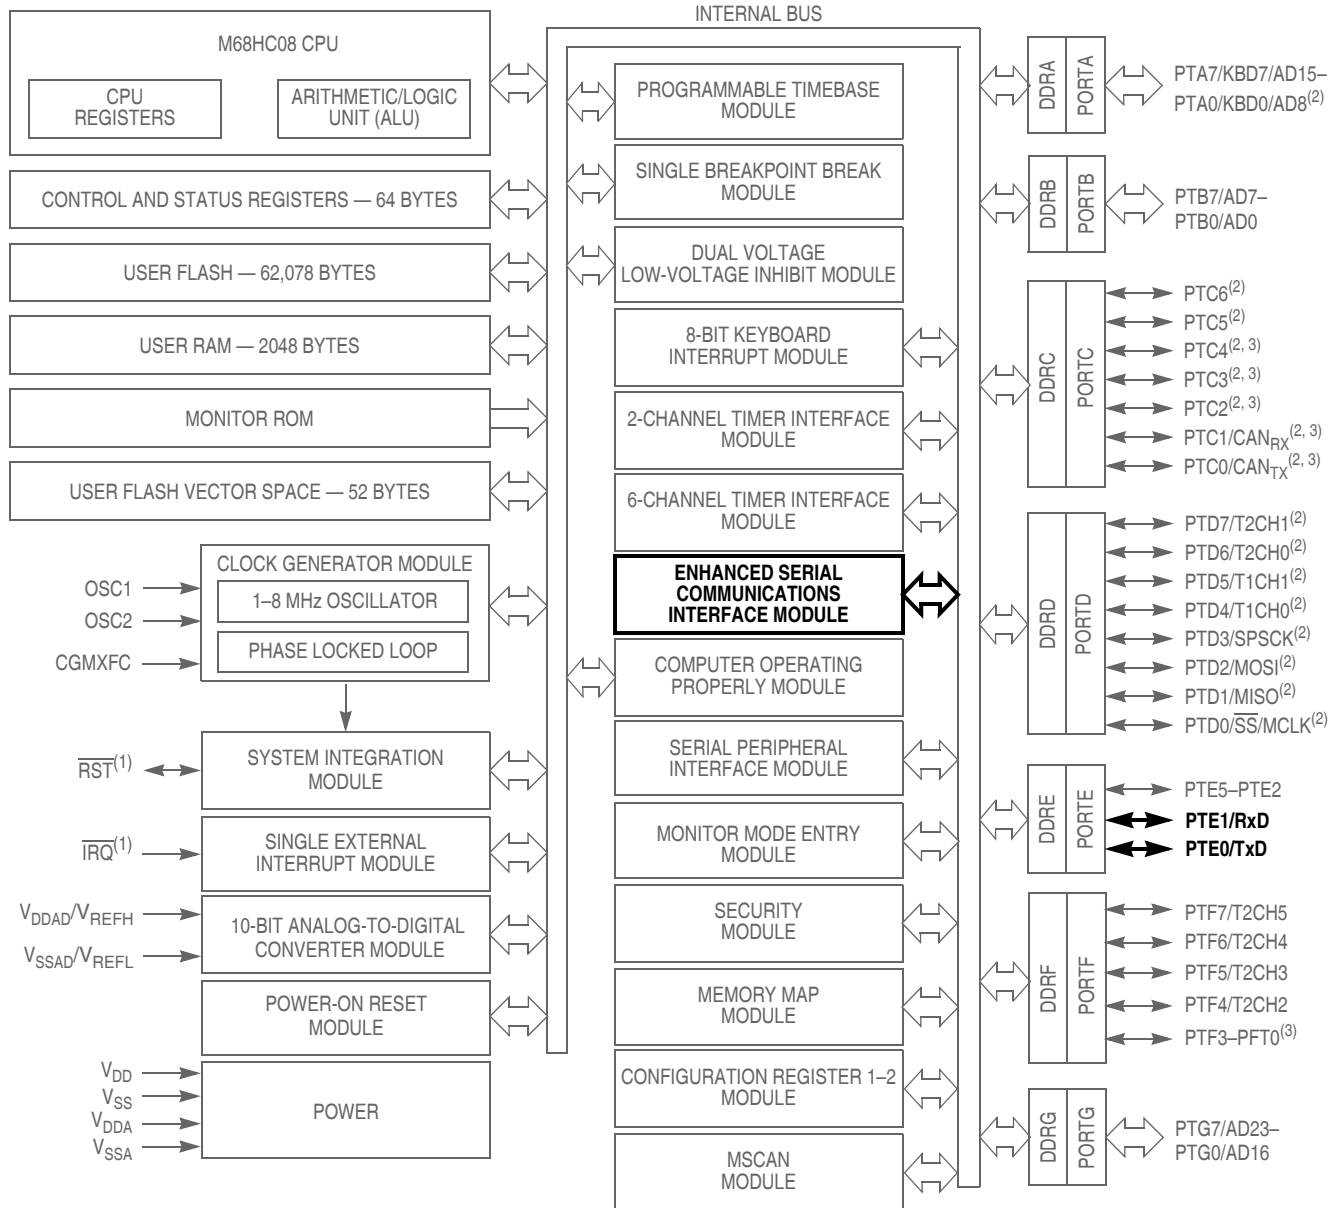 INTERNAL BUS
M68HC08 CPU
CPU
REGISTERS
ARITHMETIC/LOGIC
UNIT (ALU)
CONTROL AND STATUS REGISTERS — 64 BYTES
USER FLASH — 62,078 BYTES
USER RAM — 2048 BYTES
MONITOR ROM
USER FLASH VECTOR SPACE — 52 BYTES
OSC1
OSC2
CGMXFC
CLOCK GENERATOR MODULE
1–8 MHz OSCILLATOR
PHASE LOCKED LOOP
RST(1)
SYSTEM INTEGRATION
MODULE
IRQ(1)
SINGLE EXTERNAL
INTERRUPT MODULE
VDDAD/VREFH
VSSAD/VREFL
10-BIT ANALOG-TO-DIGITAL
CONVERTER MODULE
POWER-ON RESET
MODULE
VDD
VSS
VDDA
VSSA
POWER
PROGRAMMABLE TIMEBASE
MODULE
SINGLE BREAKPOINT BREAK
MODULE
DUAL VOLTAGE
LOW-VOLTAGE INHIBIT MODULE
8-BIT KEYBOARD
INTERRUPT MODULE
2-CHANNEL TIMER INTERFACE
MODULE
6-CHANNEL TIMER INTERFACE
MODULE
ENHANCED SERIAL
COMMUNICATIONS
INTERFACE MODULE
COMPUTER OPERATING
PROPERLY MODULE
SERIAL PERIPHERAL
INTERFACE MODULE
MONITOR MODE ENTRY
MODULE
SECURITY
MODULE
MEMORY MAP
MODULE
CONFIGURATION REGISTER 1–2
MODULE
MSCAN
MODULE
DDRA
PORTA
PTA7/KBD7/AD15–
PTA0/KBD0/AD8(2)
DDRB
PORTB
PTB7/AD7–
PTB0/AD0
DDRC
PORTC
PTC6(2)
PTC5(2)
PTC4(2, 3)
PTC3(2, 3)
PTC2(2, 3)
PTC1/CANRX(2, 3)
PTC0/CANTX(2, 3)
DDRD
PORTD
PTD7/T2CH1(2)
PTD6/T2CH0(2)
PTD5/T1CH1(2)
PTD4/T1CH0(2)
PTD3/SPSCK(2)
PTD2/MOSI(2)
PTD1/MISO(2)
PTD0/SS/MCLK(2)
DDRE
PORTE
PTE5–PTE2
PTE1/RxD
PTE0/TxD
DDRF
PORTF
PTF7/T2CH5
PTF6/T2CH4
PTF5/T2CH3
PTF4/T2CH2
PTF3–PFT0(3)
DDRG
PORTG
PTG7/AD23–
PTG0/AD16